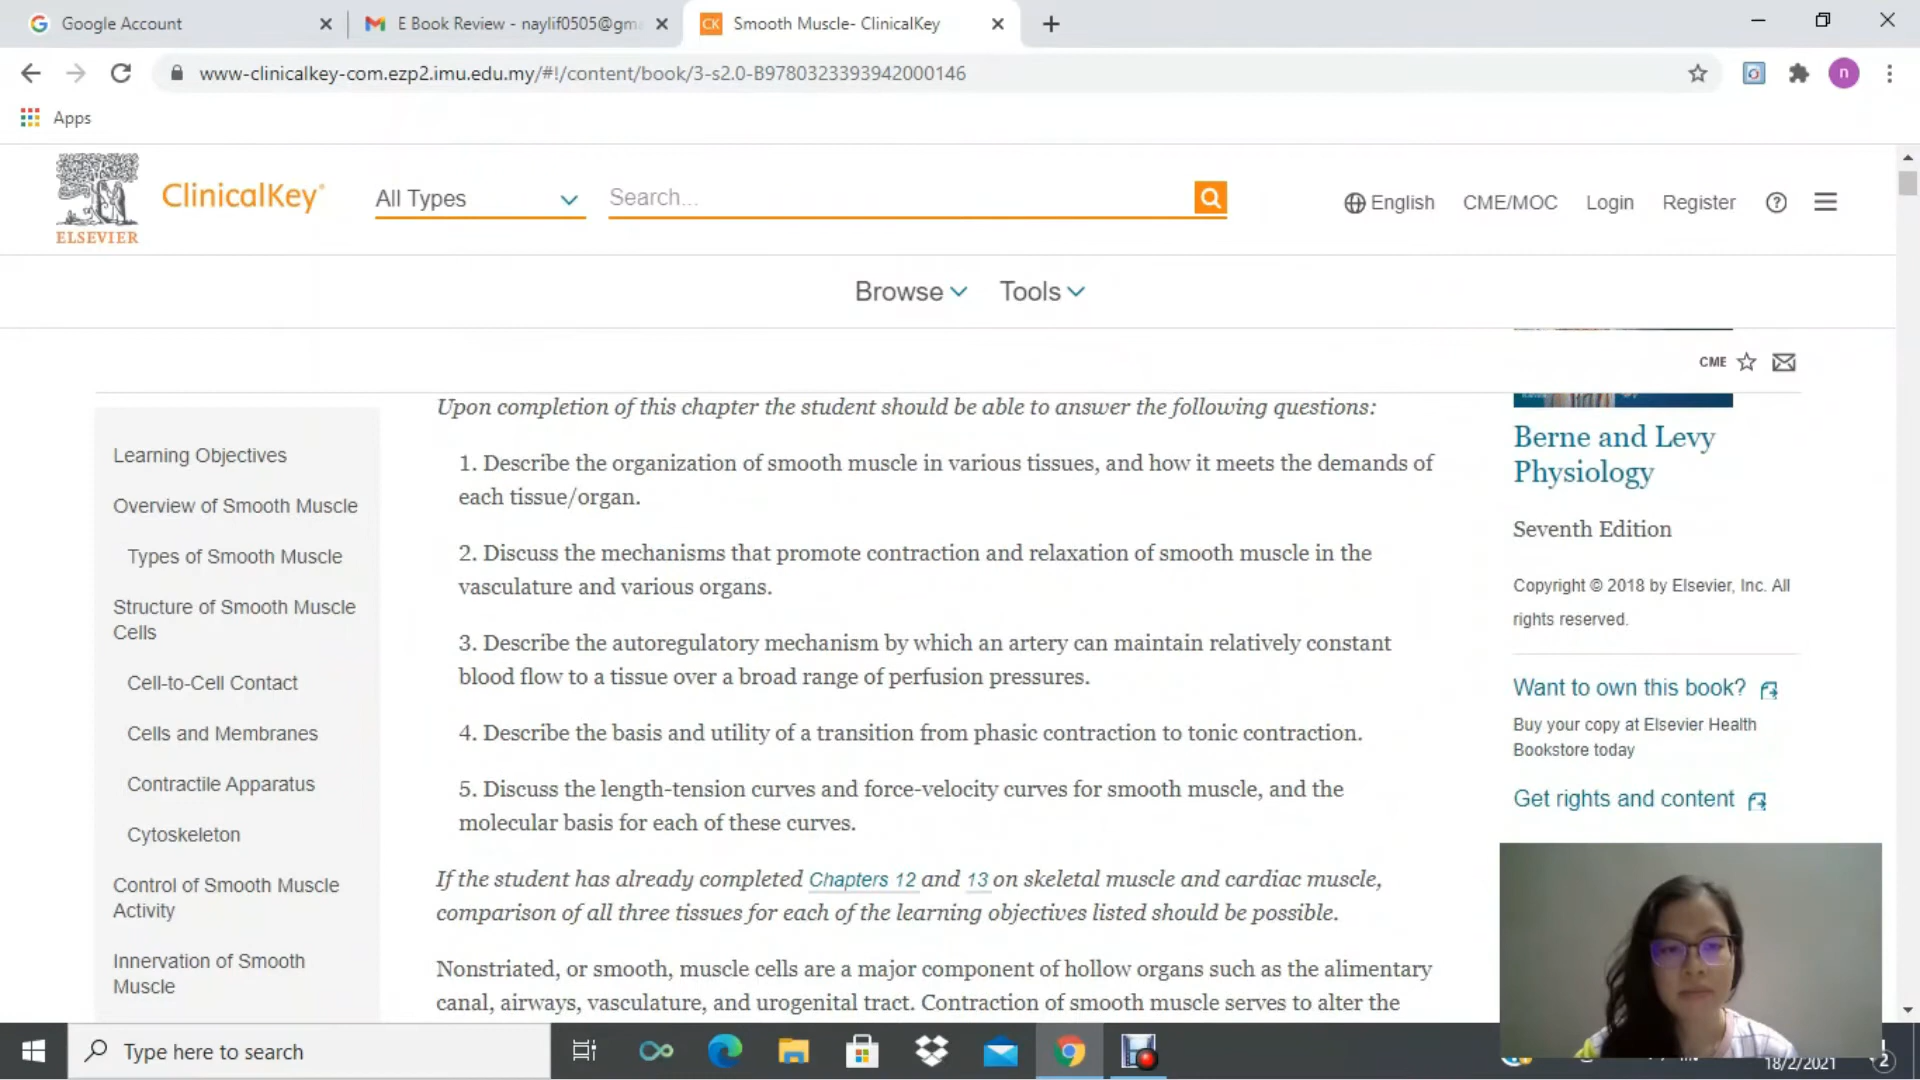 Google Account
E Book Review - naylif0505@gm
CK Smooth Muscle- ClinicalKey
www-clinicalkey-com.ezp2.imu.edu.my/#!/content/book/3-s2.0-B9780323393942000146
n
Apps
ELSEVIER
ClinicalKey®
All Types
Search...
English
CME/MOC
Login
Register
Browse
Tools
CME
Learning Objectives
Overview of Smooth Muscle
Types of Smooth Muscle
Structure of Smooth Muscle
Cells
Cell-to-Cell Contact
Cells and Membranes
Contractile Apparatus
Cytoskeleton
Control of Smooth Muscle
Activity
Innervation of Smooth
Muscle
Upon completion of this chapter the student should be able to answer the following questions:
1. Describe the organization of smooth muscle in various tissues, and how it meets the demands of
each tissue/organ.
2. Discuss the mechanisms that promote contraction and relaxation of smooth muscle in the
vasculature and various organs.
3. Describe the autoregulatory mechanism by which an artery can maintain relatively constant
blood flow to a tissue over a broad range of perfusion pressures.
4. Describe the basis and utility of a transition from phasic contraction to tonic contraction.
5. Discuss the length-tension curves and force-velocity curves for smooth muscle, and the
molecular basis for each of these curves.
If the student has already completed Chapters 12 and 13 on skeletal muscle and cardiac muscle,
comparison of all three tissues for each of the learning objectives listed should be possible.
Nonstriated, or smooth, muscle cells are a major component of hollow organs such as the alimentary
canal, airways, vasculature, and urogenital tract. Contraction of smooth muscle serves to alter the
Berne and Levy
Physiology
Seventh Edition
Copyright © 2018 by Elsevier, Inc. All
rights reserved.
Want to own this book?
Buy your copy at Elsevier Health
Bookstore today
Get rights and content
Type here to search
18/2/2021
2